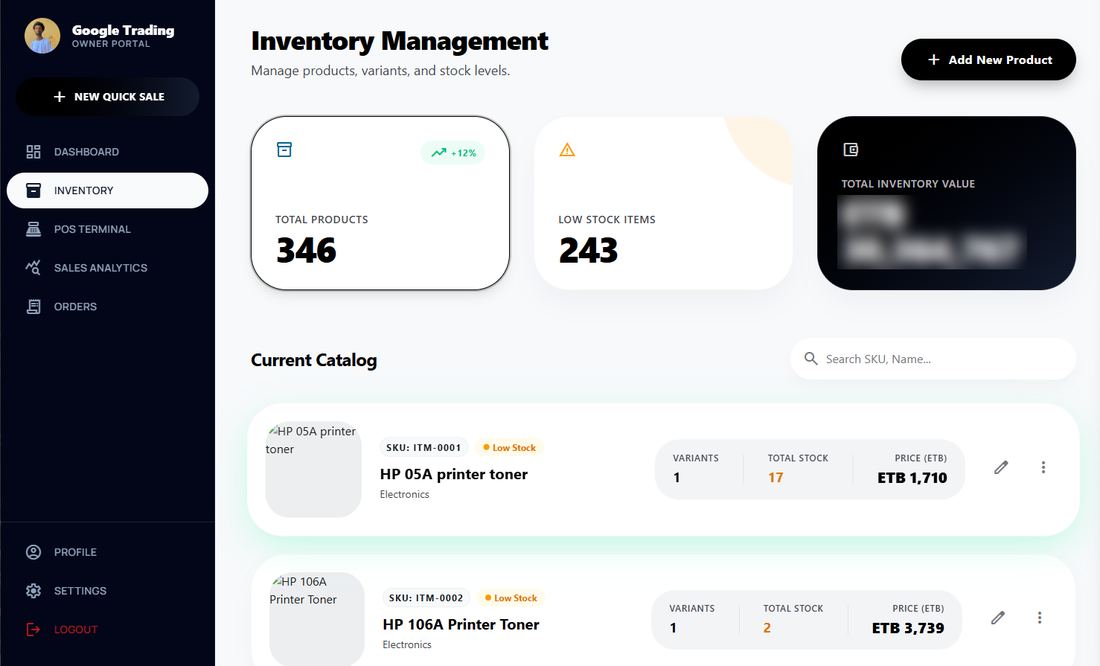 Google Trading
OWNER PORTAL
NEW QUICK SALE
DASHBOARD
INVENTORY
POS TERMINAL
SALES ANALYTICS
ORDERS
PROFILE
SETTINGS
LOGOUT
Inventory Management
Manage products, variants, and stock levels.
Add New Product
+12%
TOTAL PRODUCTS
346
LOW STOCK ITEMS
243
TOTAL INVENTORY VALUE
ETB
Current Catalog
Search SKU, Name...
HP 05A printer
toner
SKU: ITM-0001
Low Stock
HP 05A printer toner
Electronics
VARIANTS
1
TOTAL STOCK
17
PRICE (ETB)
ETB 1,710
HP 106A
Printer Toner
SKU: ITM-0002
Low Stock
HP 106A Printer Toner
Electronics
VARIANTS
1
TOTAL STOCK
2
PRICE (ETB)
ETB 3,739